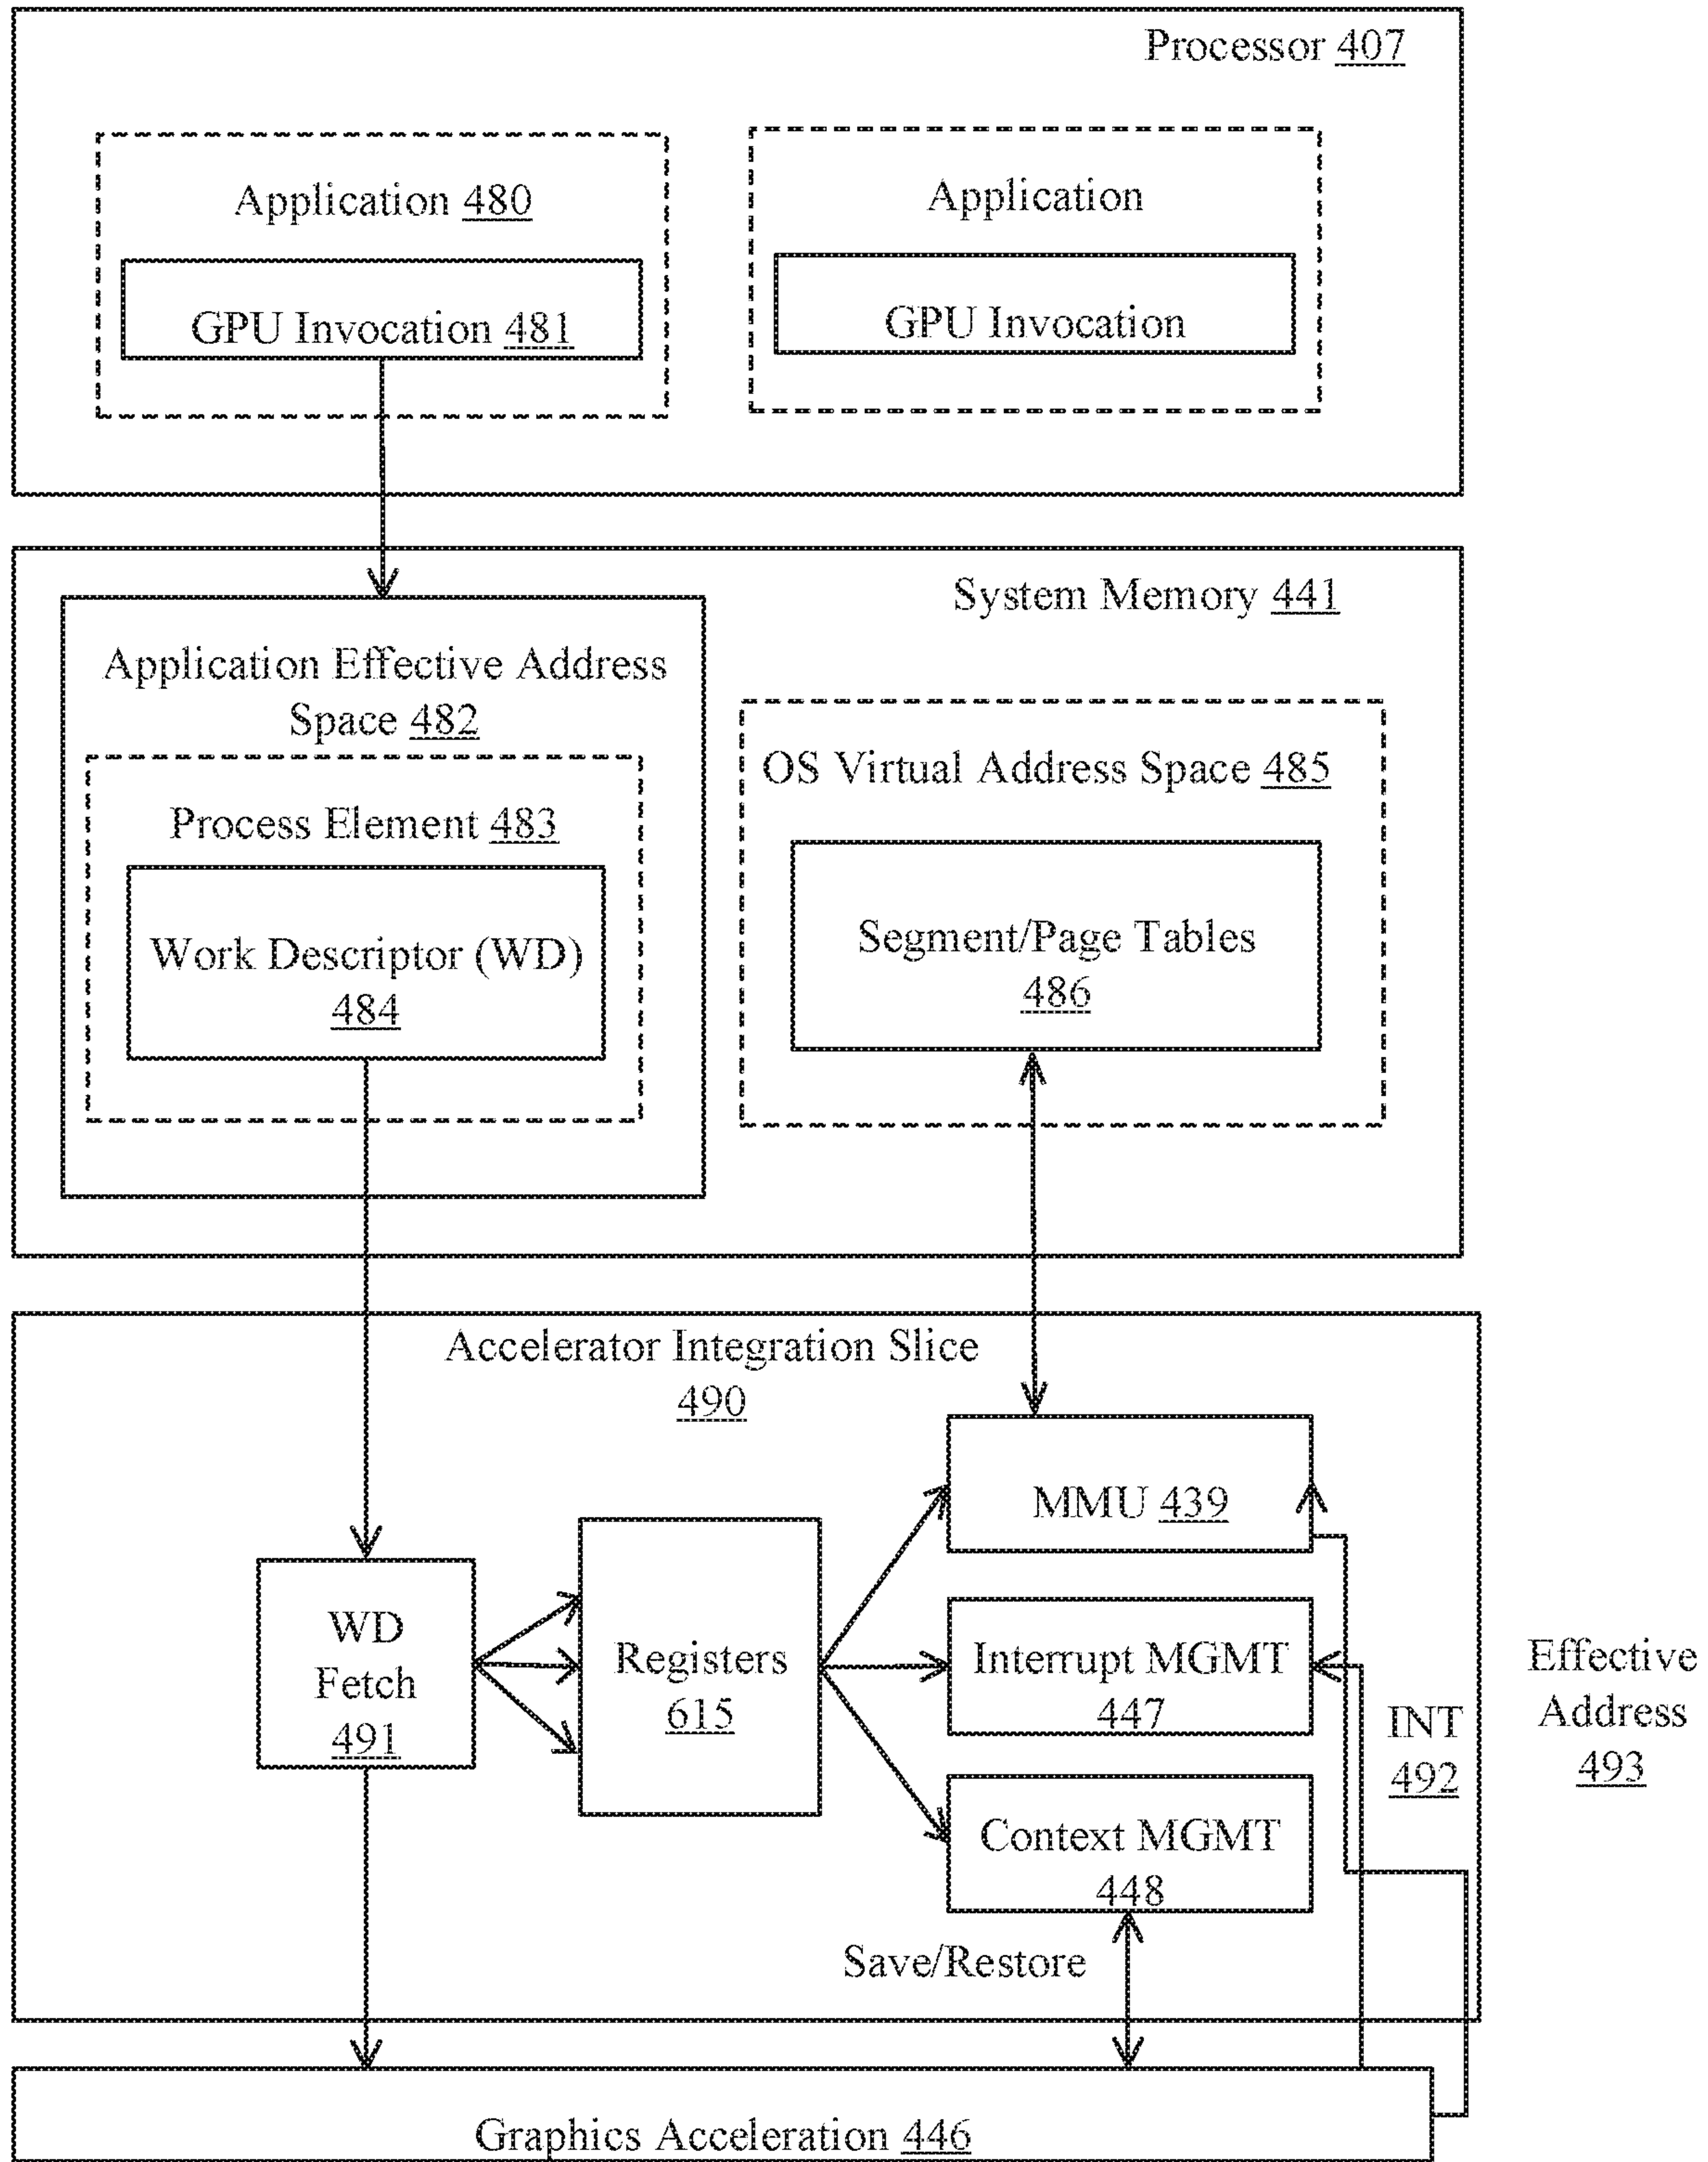 Processor 407
Application 480
Application
GPU Invocation 481
GPU Invocation
System Memory 441
Application Effective Address
Space 482
OS Virtual Address Space 485
Process Element 483
Segment/Page Tables
486
Work Descriptor (WD)
484
Accelerator Integration Slice
490
MMU 439
WD
Fetch
491
Registers
615
Interrupt MGMT
447
INT
492
Effective
Address
493
Context MGMT
448
Save/Restore
Graphics Acceleration 446